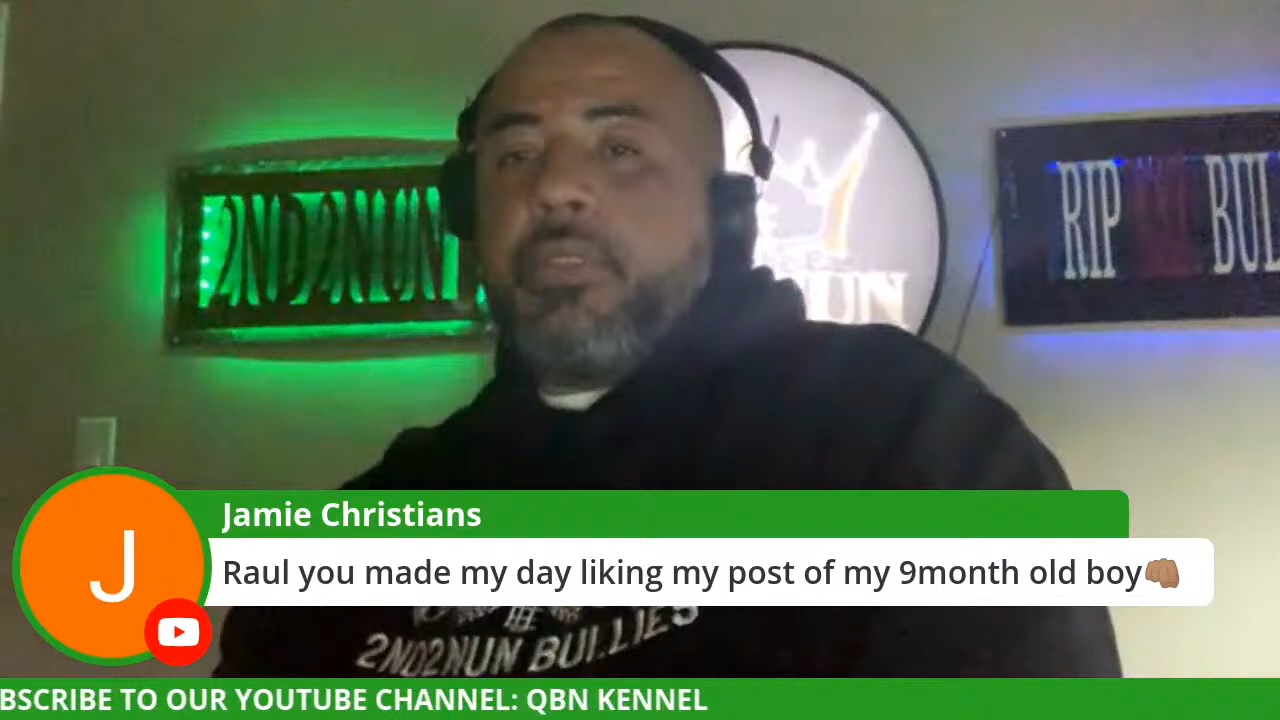 2ND2NUN
UN
RIP
BUL
Jamie Christians
J
Raul you made my day liking my post of my 9month old boy👊🏽
2ND2NUN BULLIES
BSCRIBE TO OUR YOUTUBE CHANNEL: QBN KENNEL